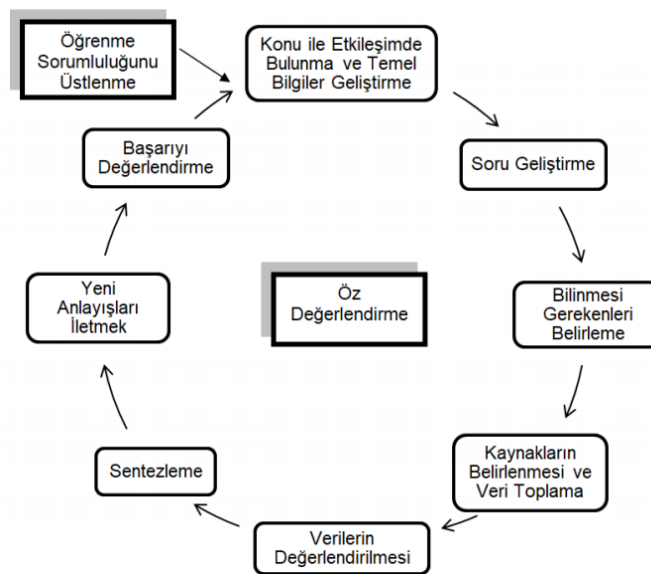 Öğrenme
Sorumluluğunu
Üstlenme
Konu ile Etkileşimde
Bulunma ve Temel
Bilgiler Geliştirme
Soru Geliştirme
Bilinmesi
Gerekenleri
Belirleme
Kaynakların
Belirlenmesi ve
Veri Toplama
Verilerin
Değerlendirilmesi
Sentezleme
Yeni
Anlayışları
İletmek
Başarıyı
Değerlendirme
Öz
Değerlendirme